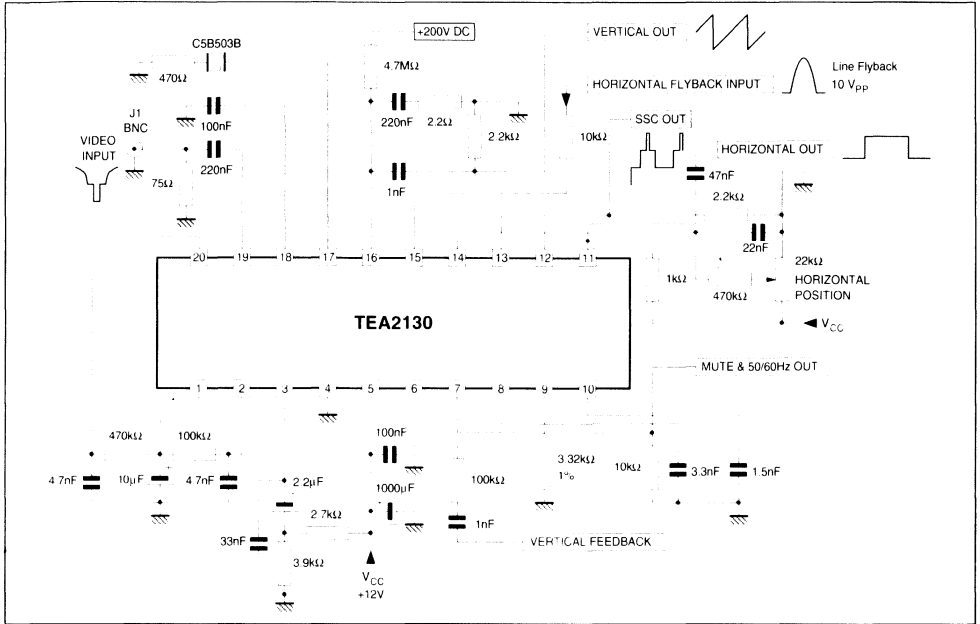 +200V DC
VERTICAL OUT
C5B503B
470Ω
4.7MΩ
HORIZONTAL FLYBACK INPUT
Line Flyback
10 VPP
J1
BNC
100nF
220nF
2.2Ω
2.2kΩ
10kΩ
SSC OUT
VIDEO
INPUT
HORIZONTAL OUT
220nF
75Ω
1nF
47nF
2.2kΩ
22nF
20 19 18 17 16 15 14 13 12 11
22kΩ
1kΩ
470kΩ
HORIZONTAL
POSITION
TEA2130
VCC
MUTE & 50/60Hz OUT
1 2 3 4 5 6 7 8 9 10
470kΩ
100kΩ
100nF
4.7nF
10µF
4.7nF
2.2µF
100kΩ
3.32kΩ
1%
10kΩ
3.3nF
1.5nF
1000µF
2.7kΩ
33nF
1nF
VERTICAL FEEDBACK
3.9kΩ
VCC
+12V